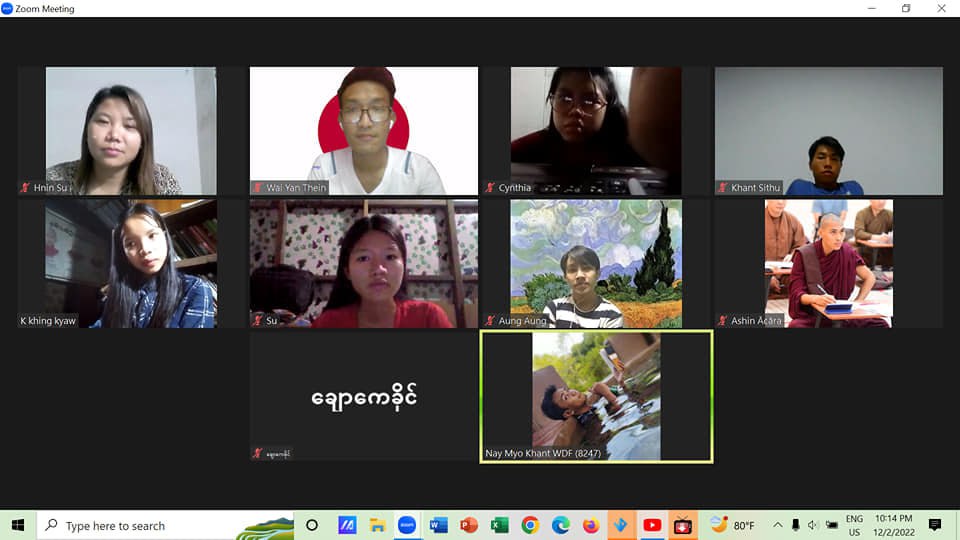 Zoom Meeting
Hnin Su
Wai Yan Thein
Cynthia
Khant Sithu
K khing kyaw
Su
Aung Aung
Ashin Ācāra
ချောကေခိုင်
ချောကေခိုင်
Nay Myo Khant WDF (8247)
Type here to search
80°F
ENG
US
10:14 PM
12/2/2022